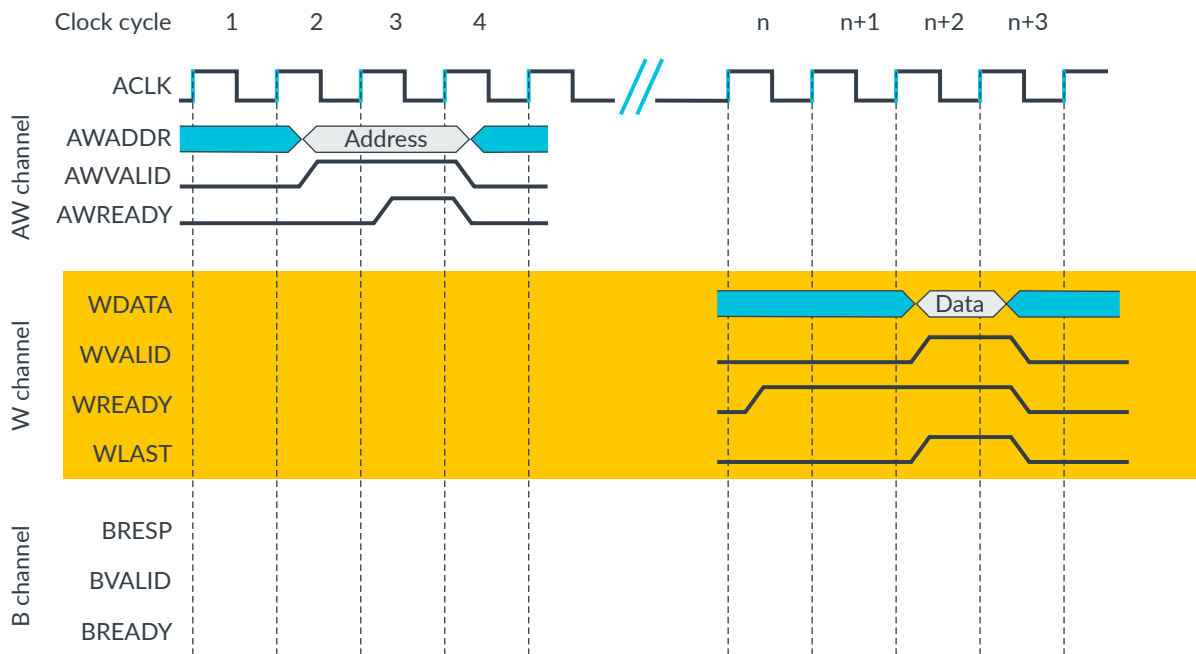 Clock cycle 1 2 3 4 n n+1 n+2 n+3
ACLK
AW channel
AWADDR Address
AWVALID
AWREADY
W channel
WDATA Data
WVALID
WREADY
WLAST
B channel
BRESP
BVALID
BREADY